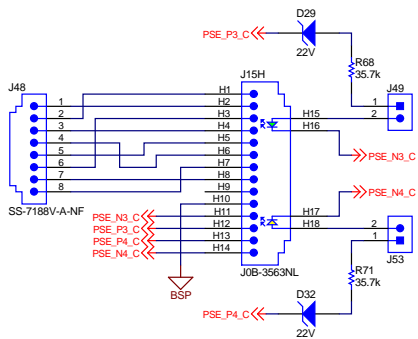 D29
PSE_P3_C
22V
R68
35.7k
J48
J15H
J49
H1
1
H2
2
H3
H15
1
3
H4
2
4
H5
H16
5
H6
6
H7
PSE_N3_C
7
H8
8
H9
PSE_N4_C
SS-7188V-A-NF
H10
PSE_N3_C
H11
H17
PSE_P3_C
H12
H18
2
PSE_P4_C
H13
1
PSE_N4_C
H14
J53
J0B-3563NL
R71
35.7k
BSP
D32
PSE_P4_C
22V